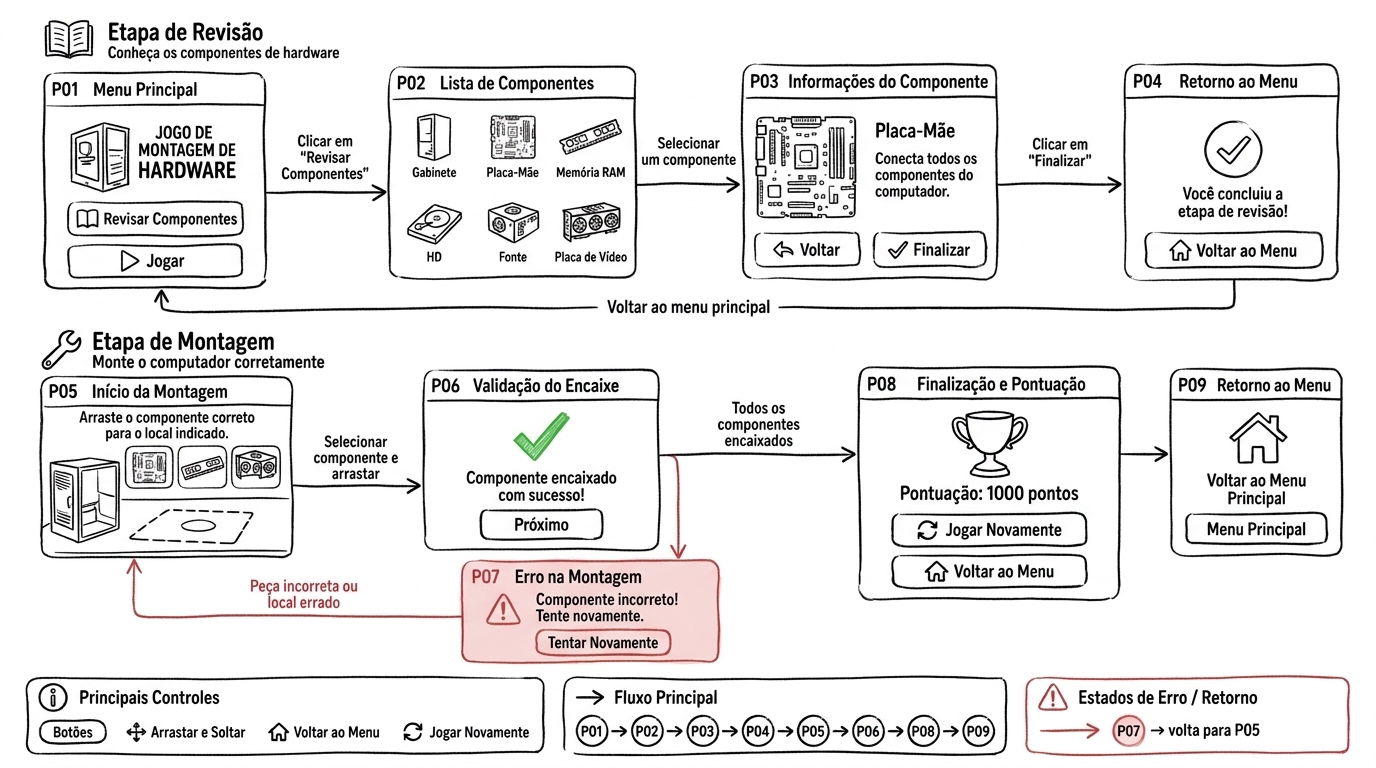 Etapa de Revisão
Conheça os componentes de hardware
P01 Menu Principal
JOGO DE
MONTAGEM DE
HARDWARE
Revisar Componentes
Jogar
Clicar em
"Revisar
Componentes"
P02 Lista de Componentes
Gabinete
Placa-Mãe
Memória RAM
HD
Fonte
Placa de Vídeo
Selecionar
um componente
P03 Informações do Componente
Placa-Mãe
Conecta todos os
componentes do
computador.
Voltar
Finalizar
Clicar em
"Finalizar"
P04 Retorno ao Menu
Você concluiu a
etapa de revisão!
Voltar ao Menu
Voltar ao menu principal
Etapa de Montagem
Monte o computador corretamente
P05 Início da Montagem
Arraste o componente correto
para o local indicado.
Selecionar
componente e
arrastar
P06 Validação do Encaixe
Componente encaixado
com sucesso!
Próximo
Todos os
componentes
encaixados
P08 Finalização e Pontuação
Pontuação: 1000 pontos
Jogar Novamente
Voltar ao Menu
P09 Retorno ao Menu
Voltar ao Menu
Principal
Menu Principal
Peça incorreta ou
local errado
P07 Erro na Montagem
Componente incorreto!
Tente novamente.
Tentar Novamente
Principais Controles
Botões
Arrastar e Soltar
Voltar ao Menu
Jogar Novamente
→ Fluxo Principal
P01 → P02 → P03 → P04 → P05 → P06 → P08 → P09
Estados de Erro / Retorno
→ P07 → volta para P05